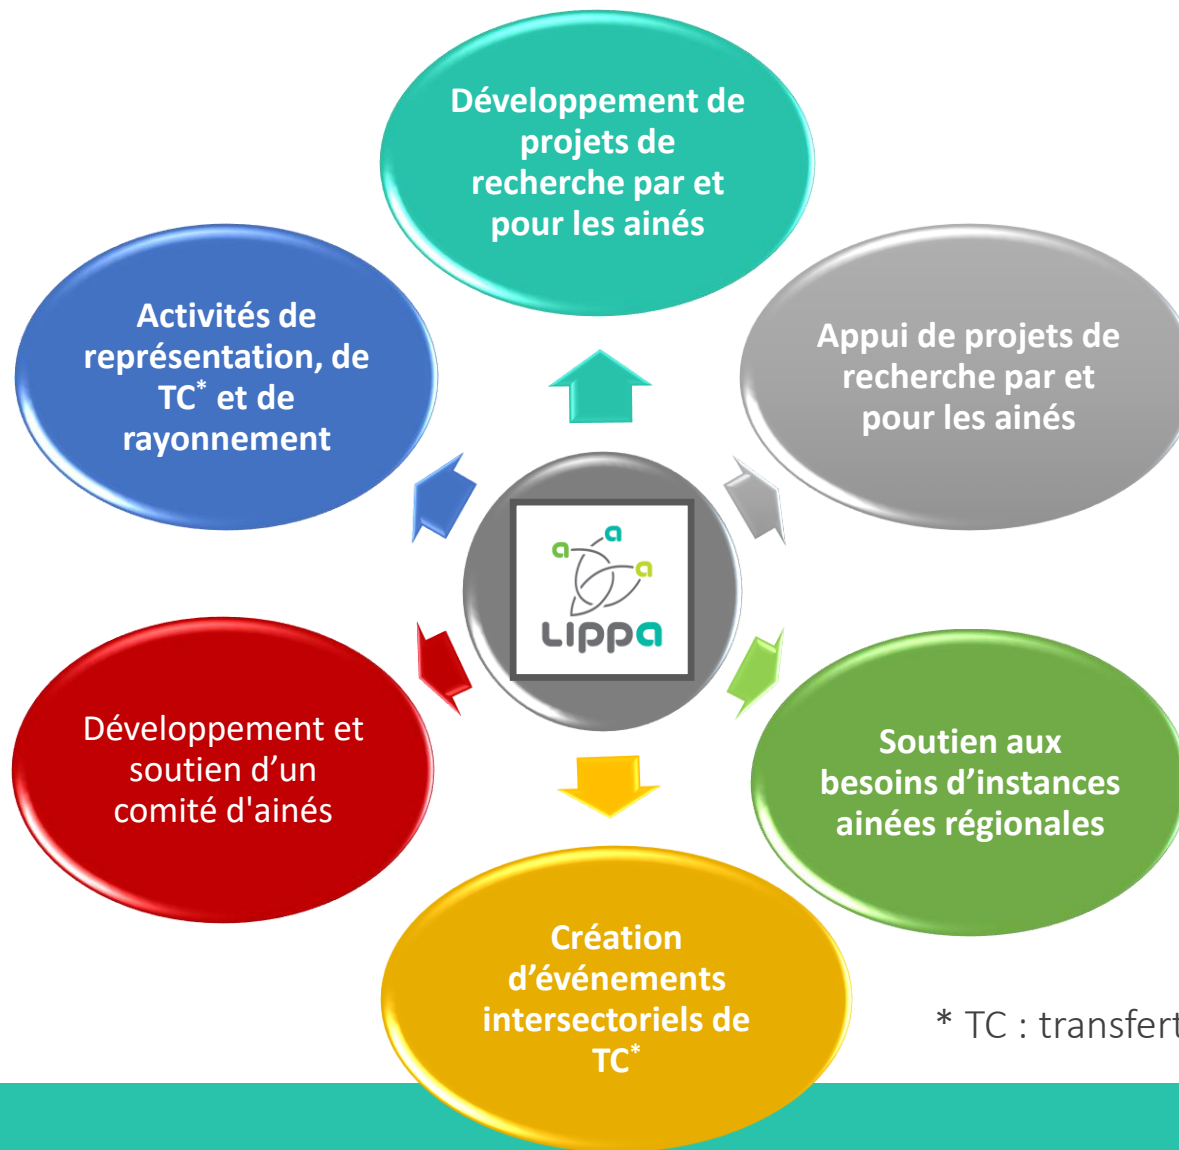 Développement de
projets de
recherche par et
pour les ainés
Activités de
représentation, de
TC* et de
rayonnement
Appui de projets de
recherche par et
pour les ainés
a
a
a
LIPPa
Développement et
soutien d’un
comité d'ainés
Soutien aux
besoins d’instances
ainées régionales
Création
d’événements
intersectoriels de
TC*
* TC : transfert